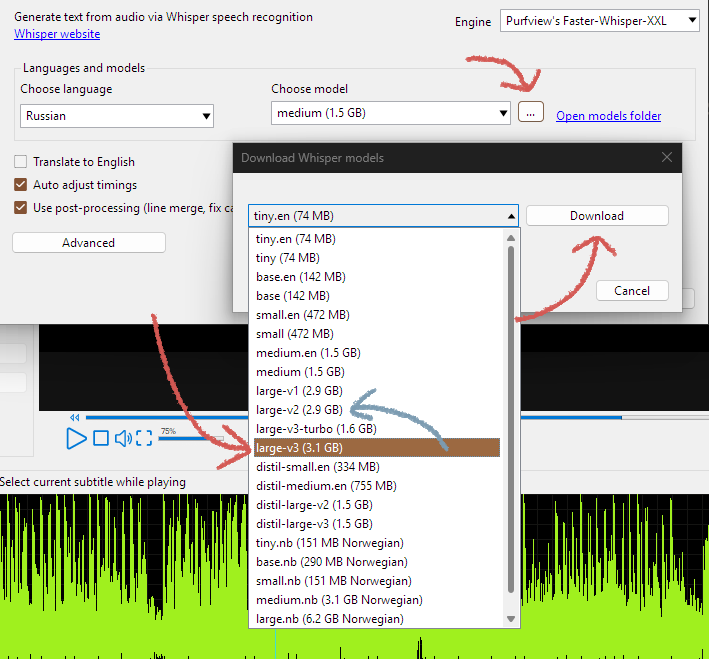 Generate text from audio via Whisper speech recognition
Whisper website
Engine
Purfview's Faster-Whisper-XXL
Languages and models
Choose language
Choose model
Russian
medium (1.5 GB)
...
Open models folder
Translate to English
Auto adjust timings
Use post-processing (line merge, fix ca
Advanced
Download Whisper models
tiny.en (74 MB)
Download
Cancel
tiny.en (74 MB)
tiny (74 MB)
base.en (142 MB)
base (142 MB)
small.en (472 MB)
small (472 MB)
medium.en (1.5 GB)
medium (1.5 GB)
large-v1 (2.9 GB)
large-v2 (2.9 GB)
large-v3-turbo (1.6 GB)
large-v3 (3.1 GB)
distil-small.en (334 MB)
distil-medium.en (755 MB)
distil-large-v2 (1.5 GB)
distil-large-v3 (1.5 GB)
tiny.nb (151 MB Norwegian)
base.nb (290 MB Norwegian)
small.nb (151 MB Norwegian)
medium.nb (3.1 GB Norwegian)
large.nb (6.2 GB Norwegian)
75%
Select current subtitle while playing